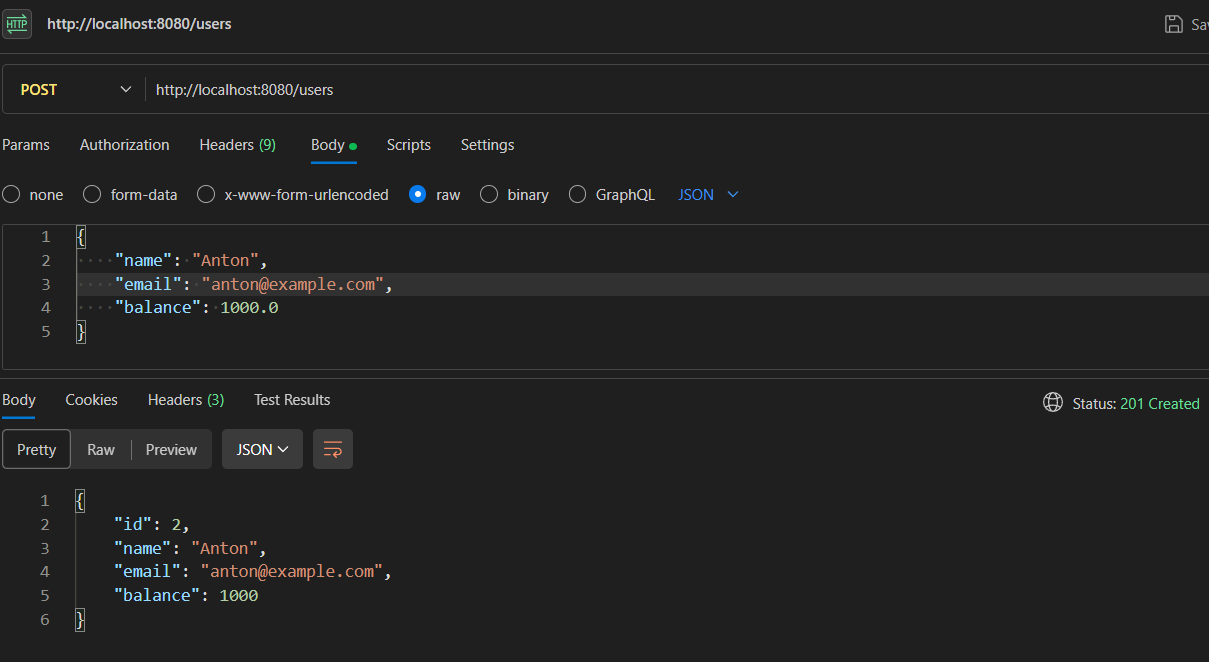 HTTP http://localhost:8080/users Sav
POST http://localhost:8080/users
Params Authorization Headers (9) Body Scripts Settings
none form-data x-www-form-urlencoded raw binary GraphQL JSON
1 {
2 ····"name":·"Anton",
3 ····"email":·"anton@example.com",
4 ····"balance":·1000.0
5 }
Body Cookies Headers (3) Test Results Status: 201 Created
Pretty Raw Preview JSON
1 {
2 "id": 2,
3 "name": "Anton",
4 "email": "anton@example.com",
5 "balance": 1000
6 }